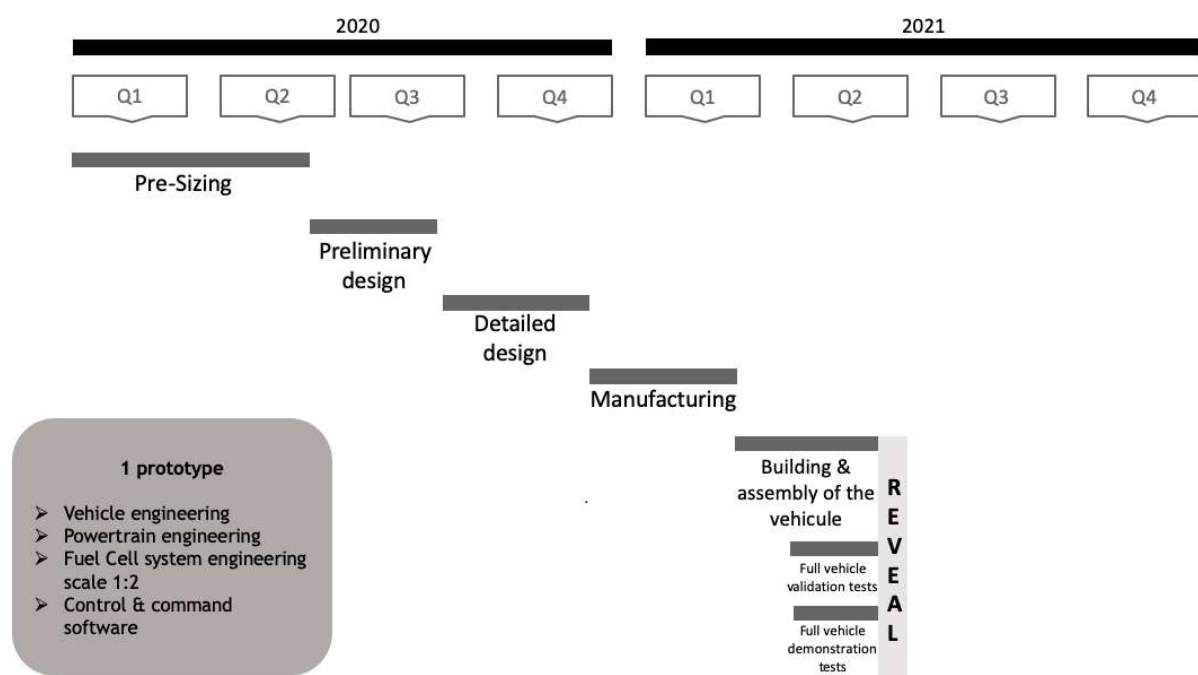 2020
2021
Q1
Q2
Q3
Q4
Q1
Q2
Q3
Q4
Pre-Sizing
Preliminary
design
Detailed
design
Manufacturing
Building &
assembly of the
vehicule
Full vehicle
validation tests
Full vehicle
demonstration
tests
REVEAL
1 prototype
➢ Vehicle engineering
➢ Powertrain engineering
➢ Fuel Cell system engineering
scale 1:2
➢ Control & command
software